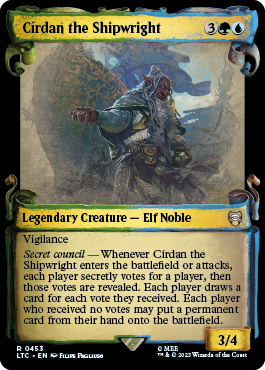 Círdan the Shipwright 3
Legendary Creature — Elf Noble
Vigilance
Secret council — Whenever Círdan the
Shipwright enters the battlefield or attacks,
each player secretly votes for a player, then
those votes are revealed. Each player draws a
card for each vote they received. Each player
who received no votes may put a permanent
card from their hand onto the battlefield.
3/4
R 0453
LTC • EN Filipe Pagliuso
© MEE
™ & © 2023 Wizards of the Coast